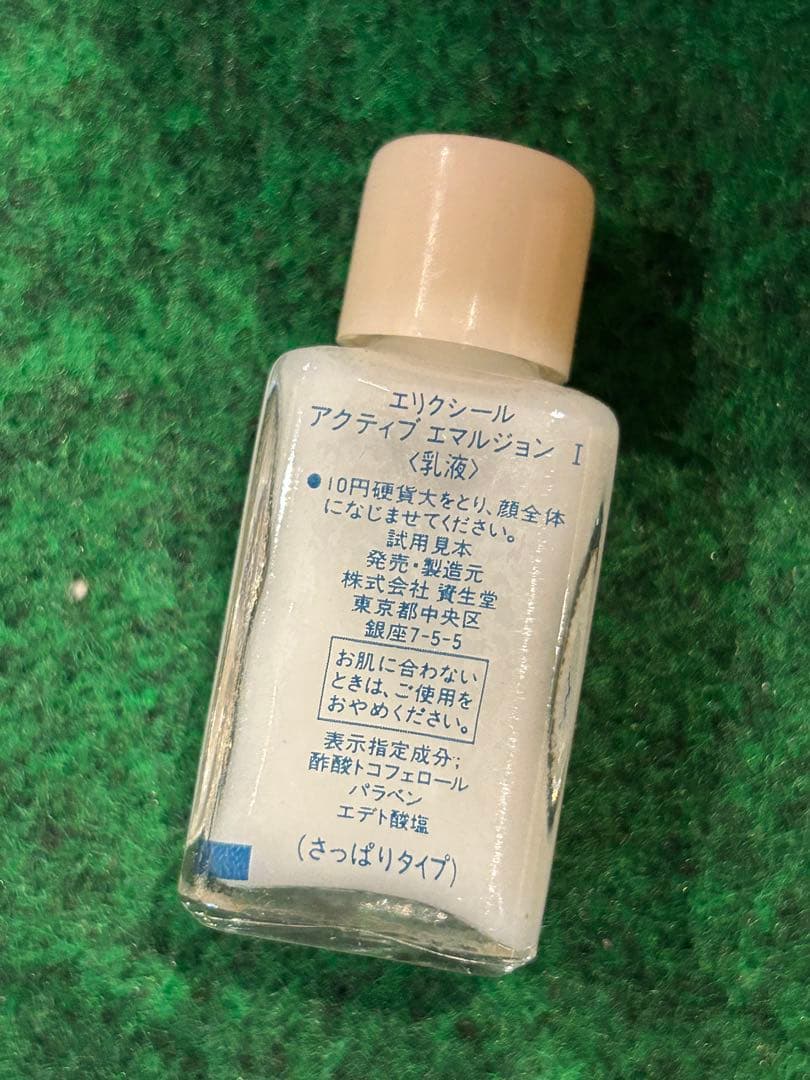 エリクシール
アクティブ エマルジョン Ⅰ
〈乳液〉
●10円硬貨大をとり、顔全体
になじませてください。
試用見本
発売・製造元
株式会社 資生堂
東京都中央区
銀座7-5-5
お肌に合わない
ときは、ご使用を
おやめください。
表示指定成分;
酢酸トコフェロール
パラベン
エデト酸塩
(さっぱりタイプ)